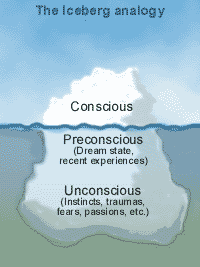 The Iceberg analogy
Conscious
Preconscious
(Dream state,
recent experiences)
Unconscious
(Instincts, traumas,
fears, passions, etc.)